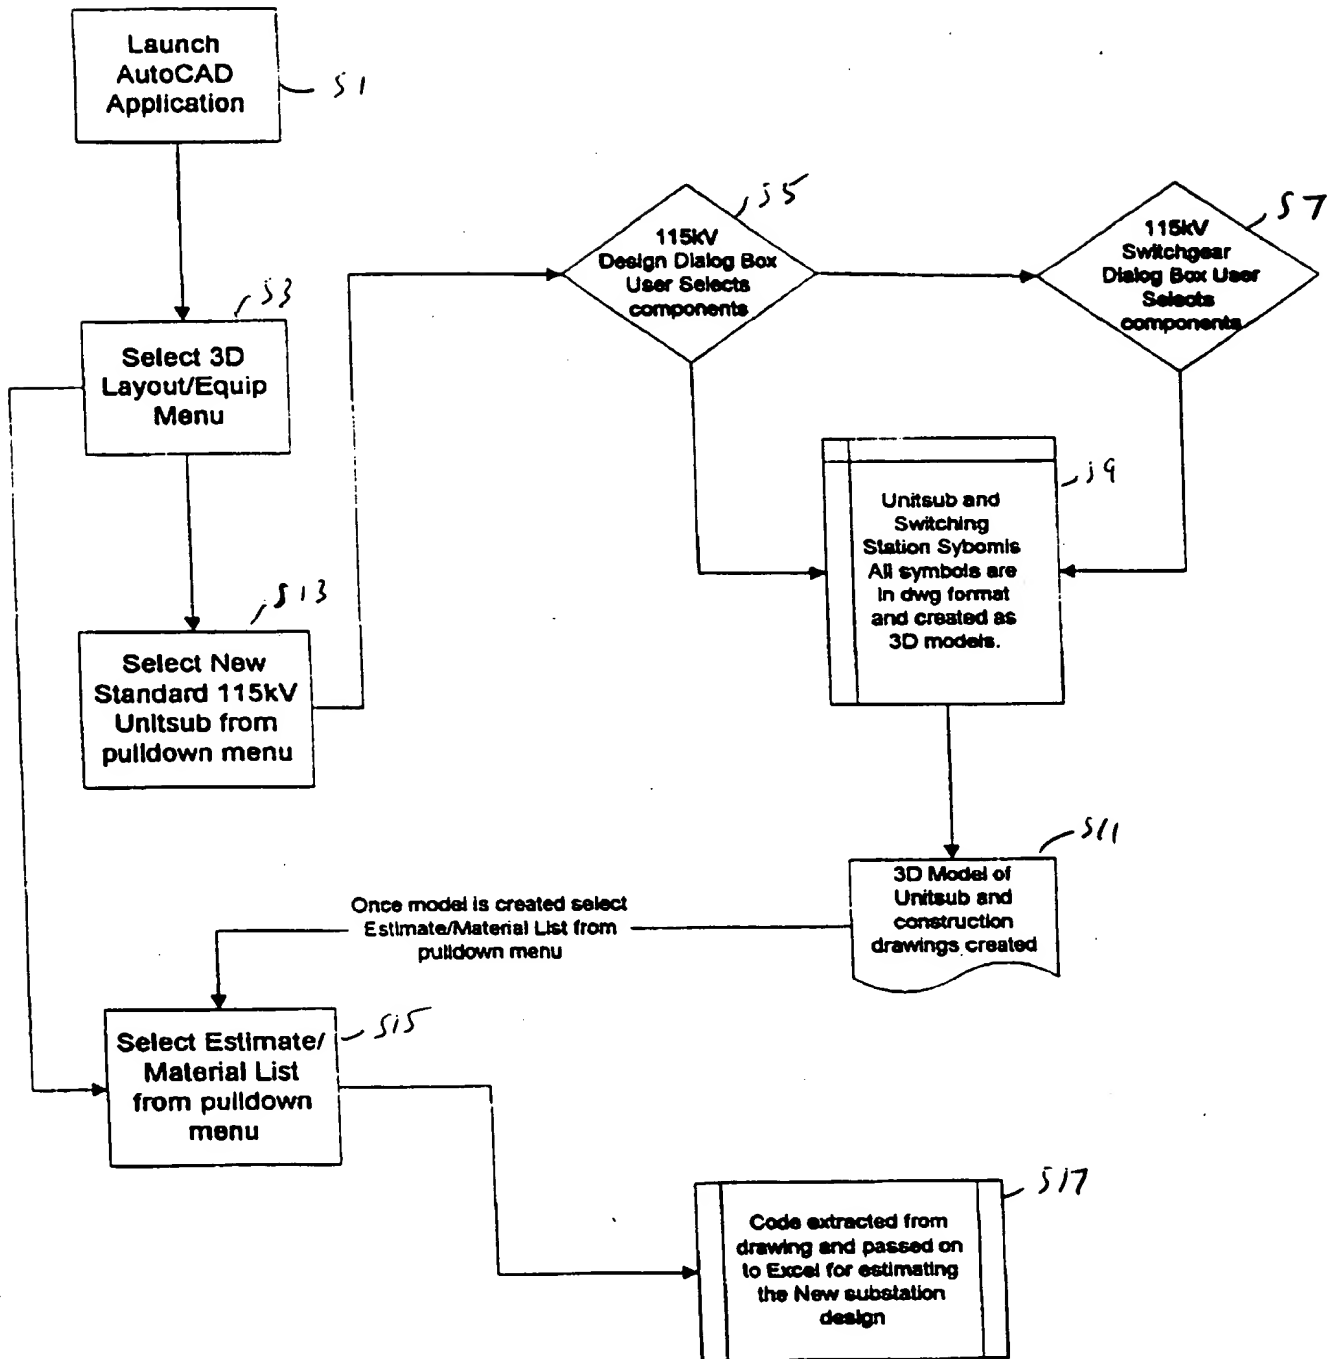 Launch
AutoCAD
Application
S1
S3
Select 3D
Layout/Equip
Menu
S13
Select New
Standard 115kV
Unitsub from
pulldown menu
S5
115kV
Design Dialog Box
User Selects
components
S7
115kV
Switchgear
Dialog Box User
Selects
components
S9
Unitsub and
Switching
Station Sybomls
All symbols are
in dwg format
and created as
3D models.
S11
3D Model of
Unitsub and
construction
drawings created
Once model is created select
Estimate/Material List from
pulldown menu
S15
Select Estimate/
Material List
from pulldown
menu
S17
Code extracted from
drawing and passed on
to Excel for estimating
the New substation
design